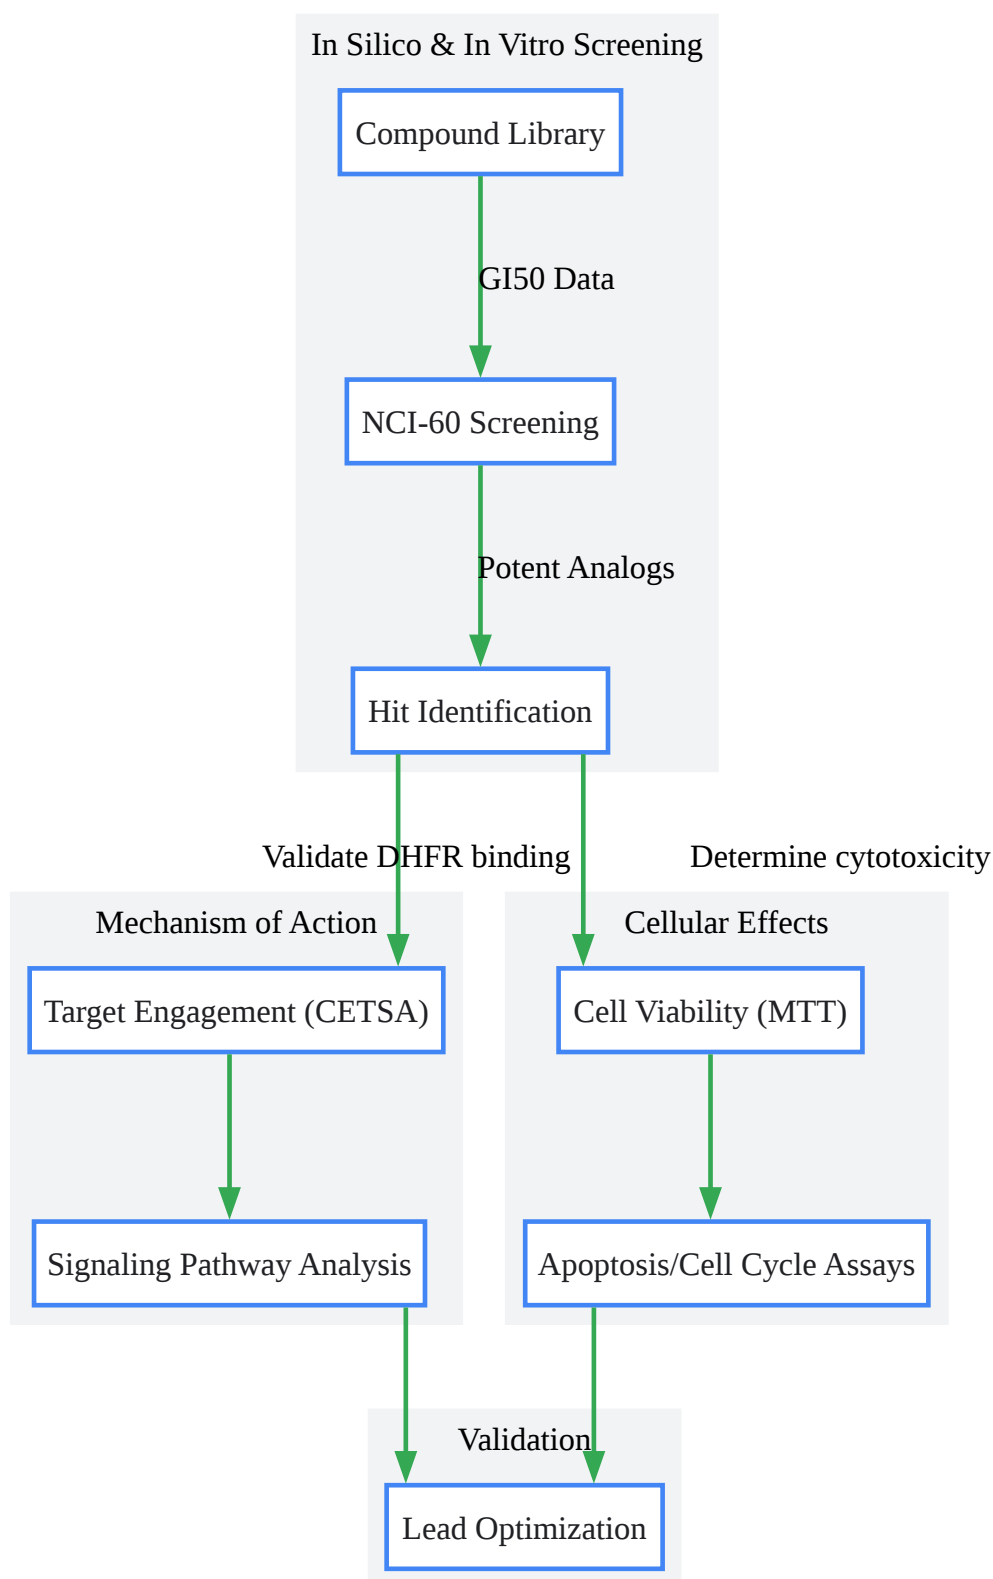 In Silico & In Vitro Screening
Compound Library
GI50 Data
NCI-60 Screening
Potent Analogs
Hit Identification
Validate DHFR binding
Determine cytotoxicity
Mechanism of Action
Cellular Effects
Target Engagement (CETSA)
Cell Viability (MTT)
Signaling Pathway Analysis
Apoptosis/Cell Cycle Assays
Validation
Lead Optimization